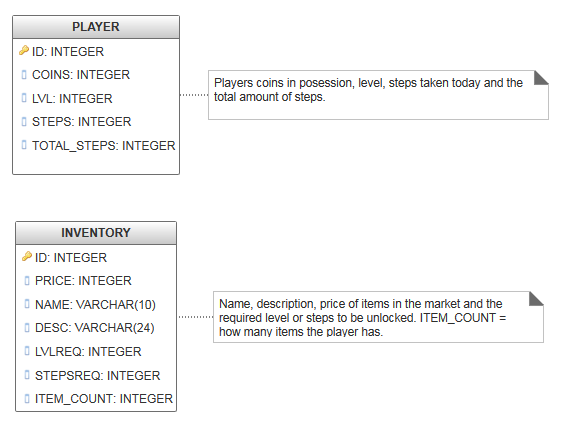 PLAYER
ID: INTEGER
COINS: INTEGER
LVL: INTEGER
STEPS: INTEGER
TOTAL_STEPS: INTEGER
Players coins in posession, level, steps taken today and the
total amount of steps.
INVENTORY
ID: INTEGER
PRICE: INTEGER
NAME: VARCHAR(10)
DESC: VARCHAR(24)
LVLREQ: INTEGER
STEPSREQ: INTEGER
ITEM_COUNT: INTEGER
Name, description, price of items in the market and the
required level or steps to be unlocked. ITEM_COUNT =
how many items the player has.